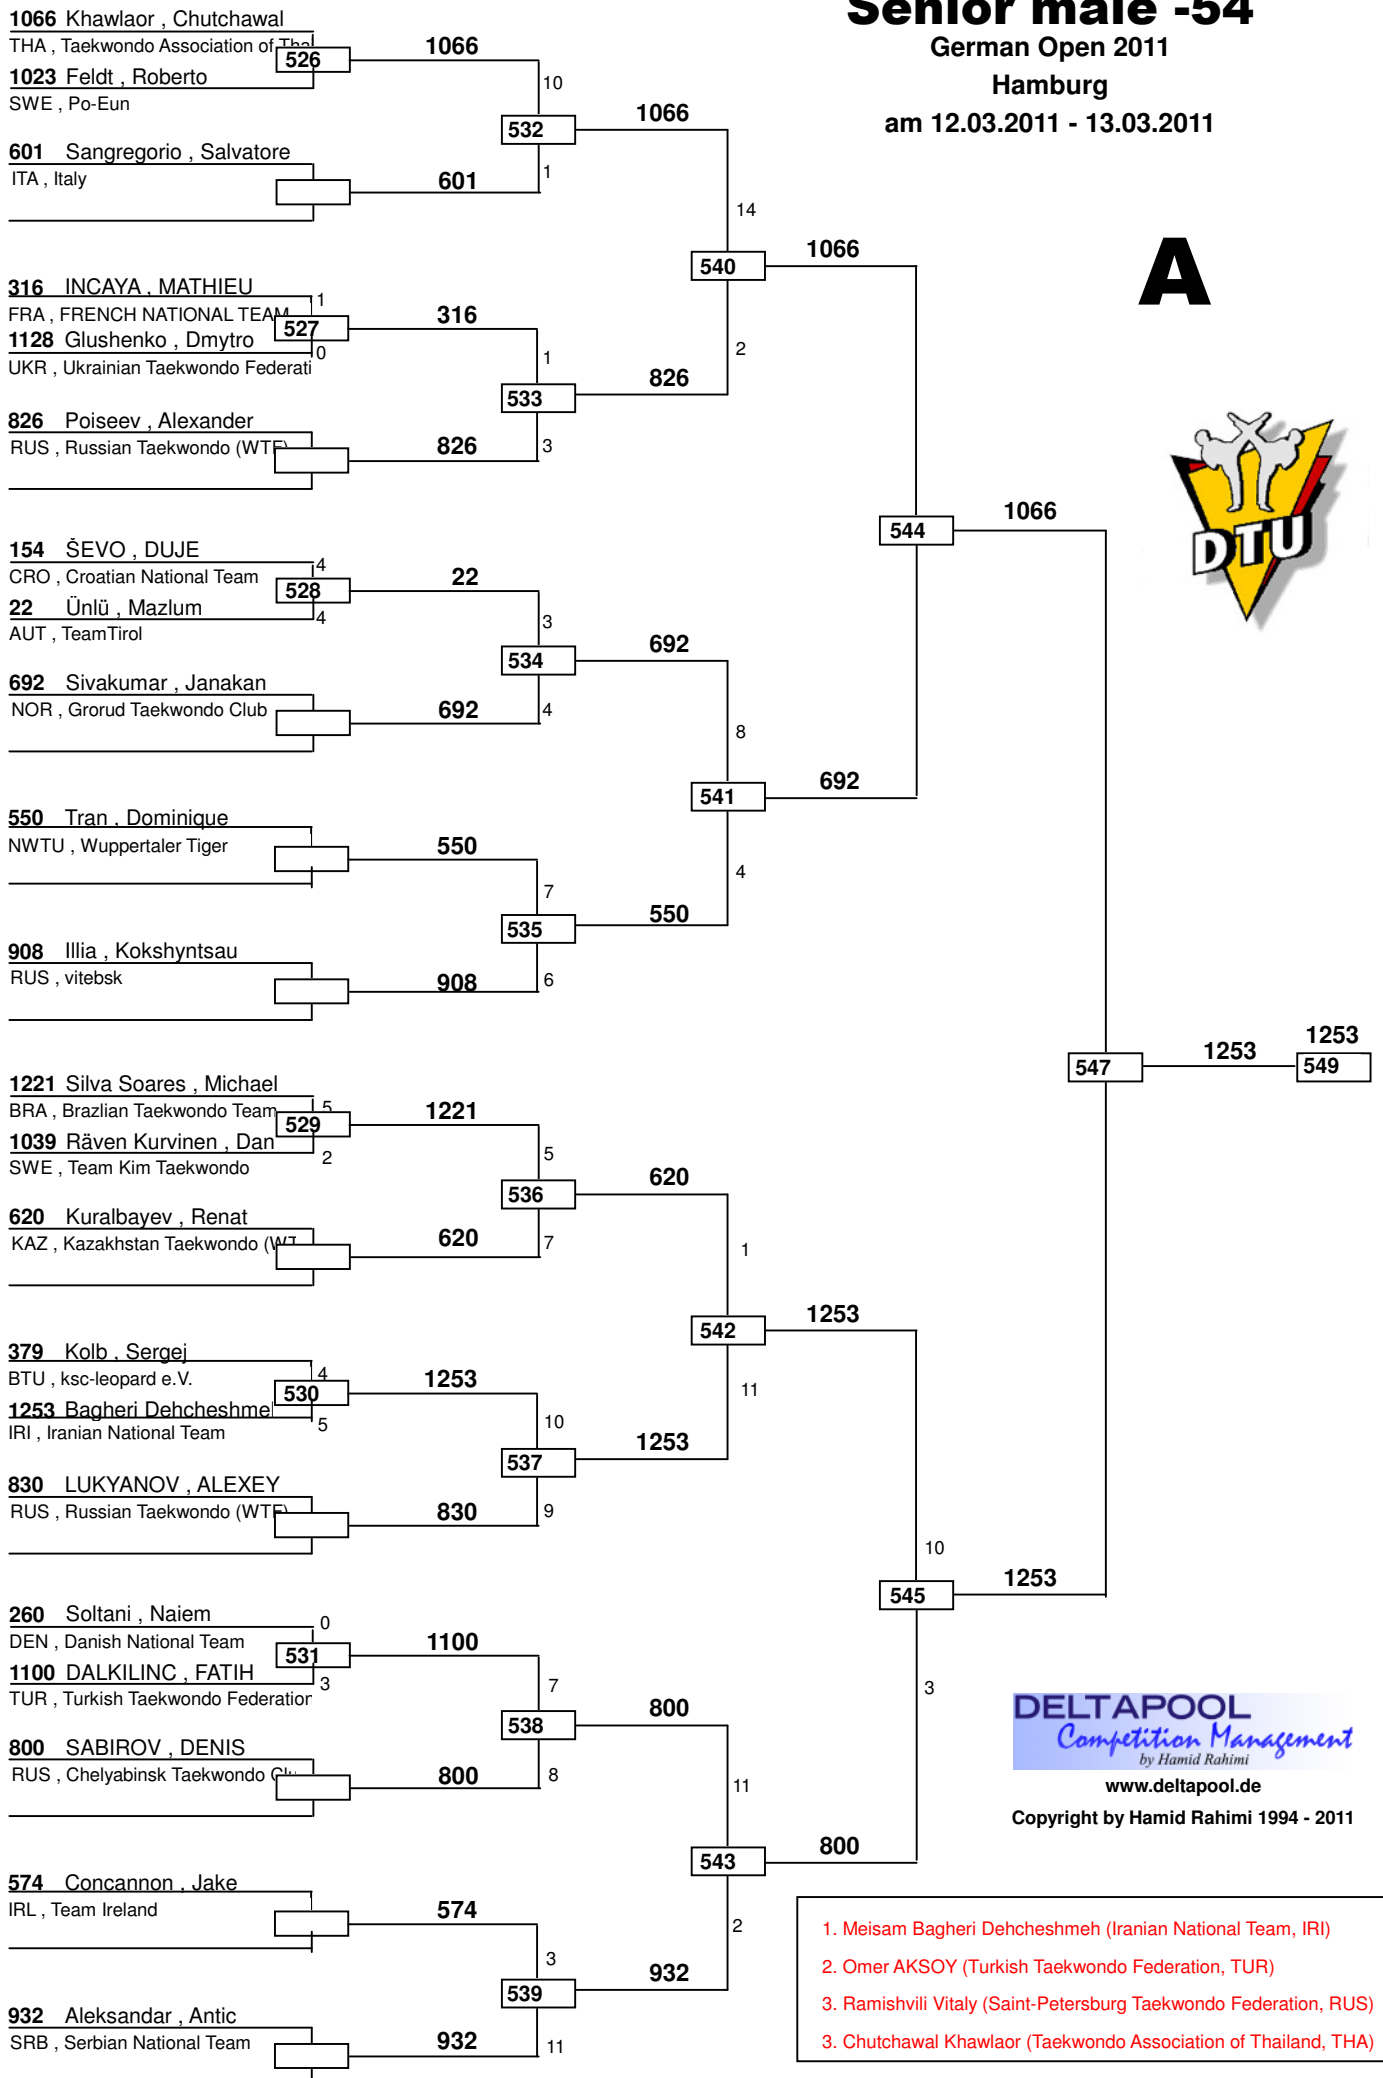 Senior male -54
German Open 2011
Hamburg
am 12.03.2011 - 13.03.2011
A
DTU
1066 Khawlaor , Chutchawal
THA , Taekwondo Association of Tha
526
1066
1023 Feldt , Roberto
SWE , Po-Eun
10
532
1066
601 Sangregorio , Salvatore
ITA , Italy
601
1
14
540
1066
316 INCAYA , MATHIEU
1
FRA , FRENCH NATIONAL TEAM
527
316
1128 Glushenko , Dmytro
0
UKR , Ukrainian Taekwondo Federati
1
533
826
2
826 Poiseev , Alexander
RUS , Russian Taekwondo (WTF)
826
3
544
1066
154 ŠEVO , DUJE
4
CRO , Croatian National Team
528
22
22 Ünlü , Mazlum
4
AUT , TeamTirol
3
534
692
692 Sivakumar , Janakan
NOR , Grorud Taekwondo Club
692
4
8
541
692
550 Tran , Dominique
NWTU , Wuppertaler Tiger
550
7
4
535
550
908 Illia , Kokshyntsau
RUS , vitebsk
908
6
547
1253
1253
549
1221 Silva Soares , Michael
5
BRA , Brazlian Taekwondo Team
529
1221
1039 Räven Kurvinen , Dan
2
SWE , Team Kim Taekwondo
5
536
620
620 Kuralbayev , Renat
KAZ , Kazakhstan Taekwondo (WT
620
7
1
542
1253
379 Kolb , Sergej
4
BTU , ksc-leopard e.V.
530
1253
1253 Bagheri Dehcheshme
5
IRI , Iranian National Team
10
11
537
1253
830 LUKYANOV , ALEXEY
RUS , Russian Taekwondo (WTF)
830
9
10
545
1253
260 Soltani , Naiem
0
DEN , Danish National Team
531
1100
1100 DALKILINC , FATIH
3
TUR , Turkish Taekwondo Federation
7
3
538
800
800 SABIROV , DENIS
RUS , Chelyabinsk Taekwondo Clu
800
8
11
543
800
574 Concannon , Jake
IRL , Team Ireland
574
2
3
539
932
932 Aleksandar , Antic
SRB , Serbian National Team
932
11
DELTAPOOL
Competition Management
by Hamid Rahimi
www.deltapool.de
Copyright by Hamid Rahimi 1994 - 2011
1. Meisam Bagheri Dehcheshmeh (Iranian National Team, IRI)
2. Omer AKSOY (Turkish Taekwondo Federation, TUR)
3. Ramishvili Vitaly (Saint-Petersburg Taekwondo Federation, RUS)
3. Chutchawal Khawlaor (Taekwondo Association of Thailand, THA)